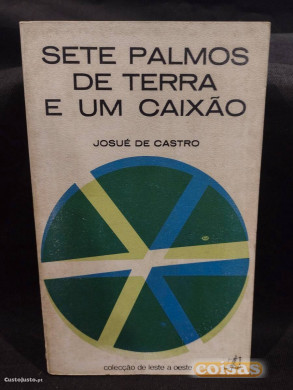 SETE PALMOS
DE TERRA
E UM CAIXÃO
JOSUÉ DE CASTRO
colecção de leste a oeste
coisas
CustoJusto.pt